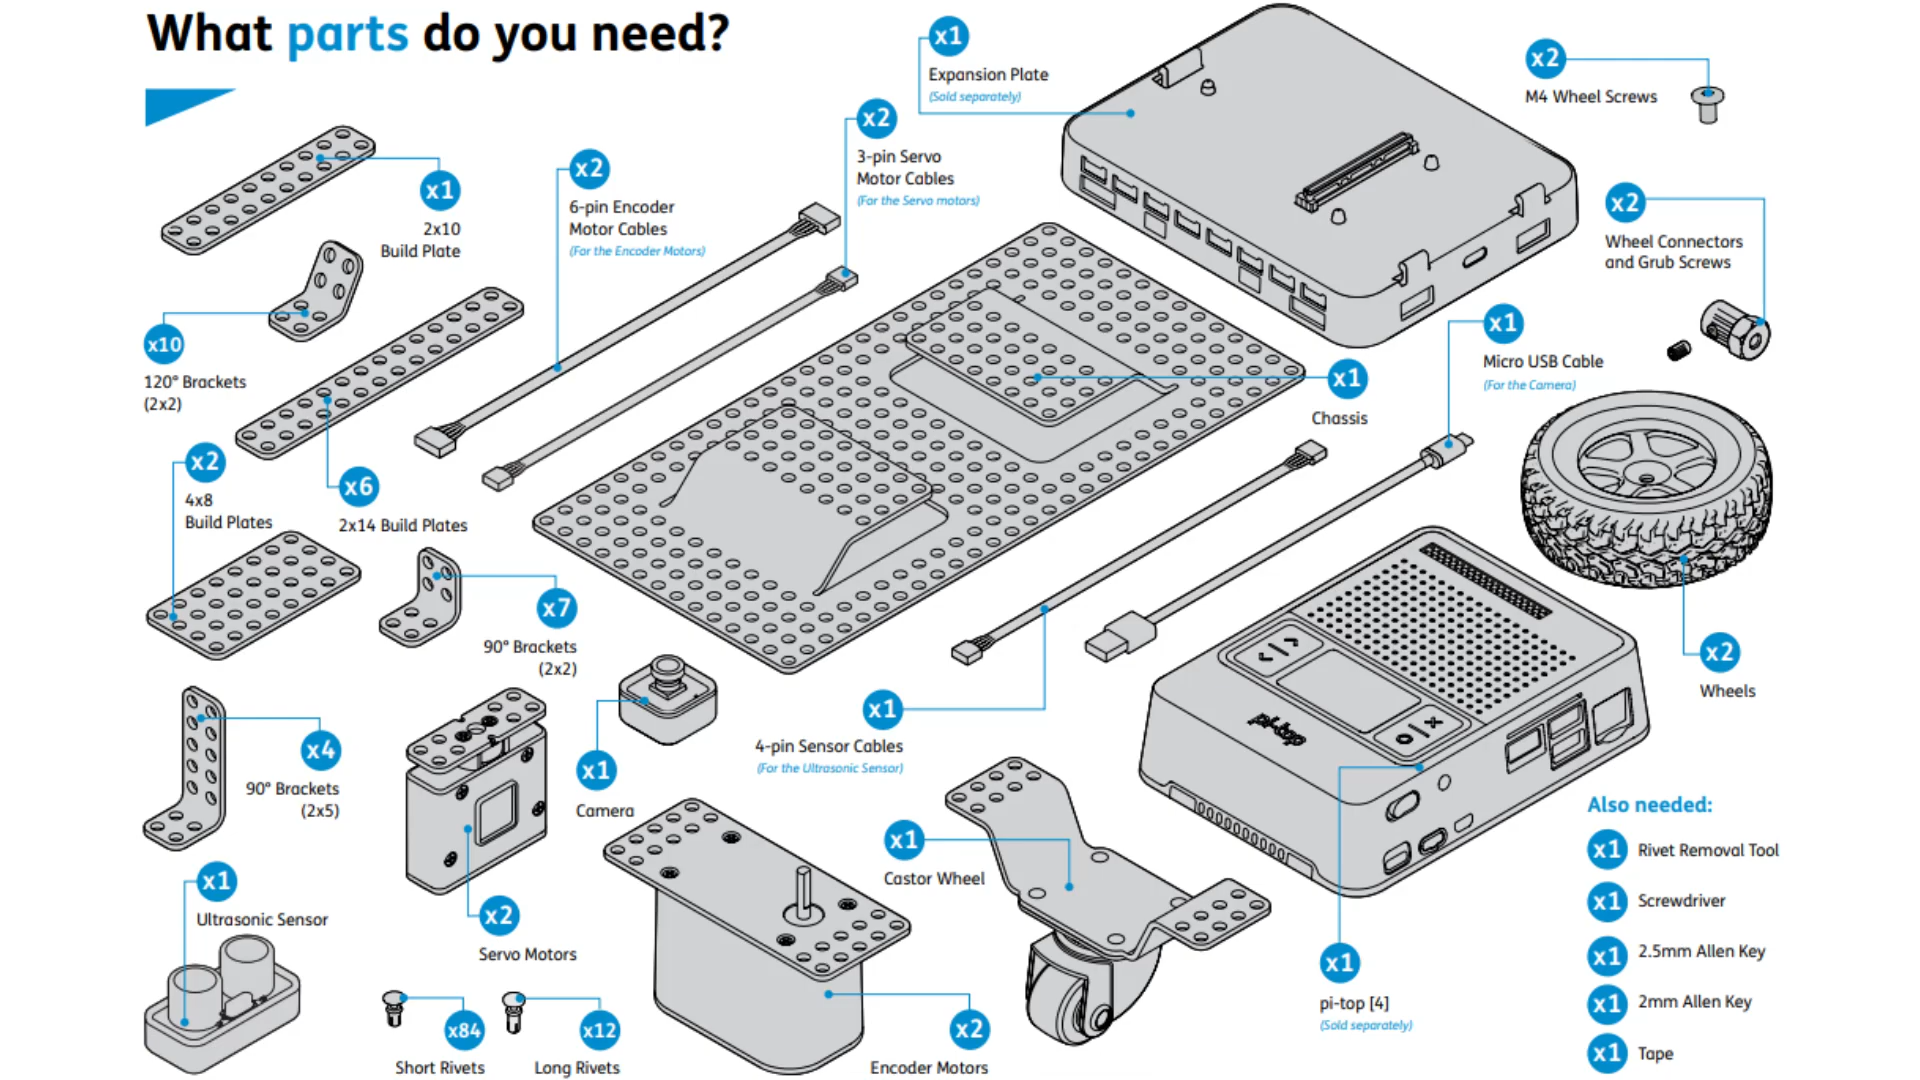 What parts do you need?
x1
2x10
Build Plate
x10
120° Brackets
(2x2)
x6
2x14 Build Plates
x2
4x8
Build Plates
x7
90° Brackets
(2x2)
x4
90° Brackets
(2x5)
x1
Ultrasonic Sensor
x2
6-pin Encoder
Motor Cables
(For the Encoder Motors)
x2
3-pin Servo
Motor Cables
(For the Servo motors)
x1
Expansion Plate
(Sold separately)
x2
M4 Wheel Screws
x2
Wheel Connectors
and Grub Screws
x1
Micro USB Cable
(For the Camera)
x1
Chassis
x2
Wheels
x1
Camera
x1
4-pin Sensor Cables
(For the Ultrasonic Sensor)
x2
Servo Motors
x84
Short Rivets
x12
Long Rivets
x2
Encoder Motors
x1
Castor Wheel
pi-top
x1
pi-top [4]
(Sold separately)
Also needed:
x1 Rivet Removal Tool
x1 Screwdriver
x1 2.5mm Allen Key
x1 2mm Allen Key
x1 Tape